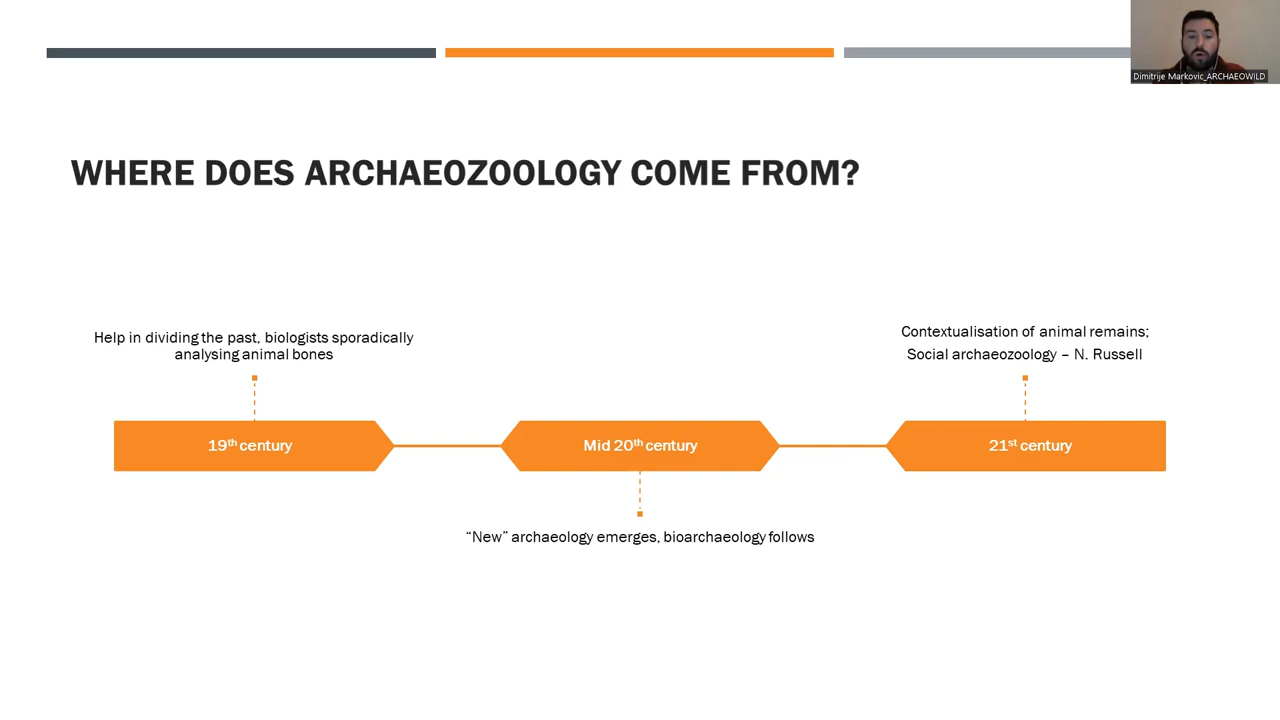 Dimitrije Markovic_ARCHAEOWILD
WHERE DOES ARCHAEOZOOLOGY COME FROM?
Help in dividing the past, biologists sporadically
analysing animal bones
Contextualisation of animal remains;
Social archaeozoology – N. Russell
19th century
Mid 20th century
21st century
“New” archaeology emerges, bioarchaeology follows